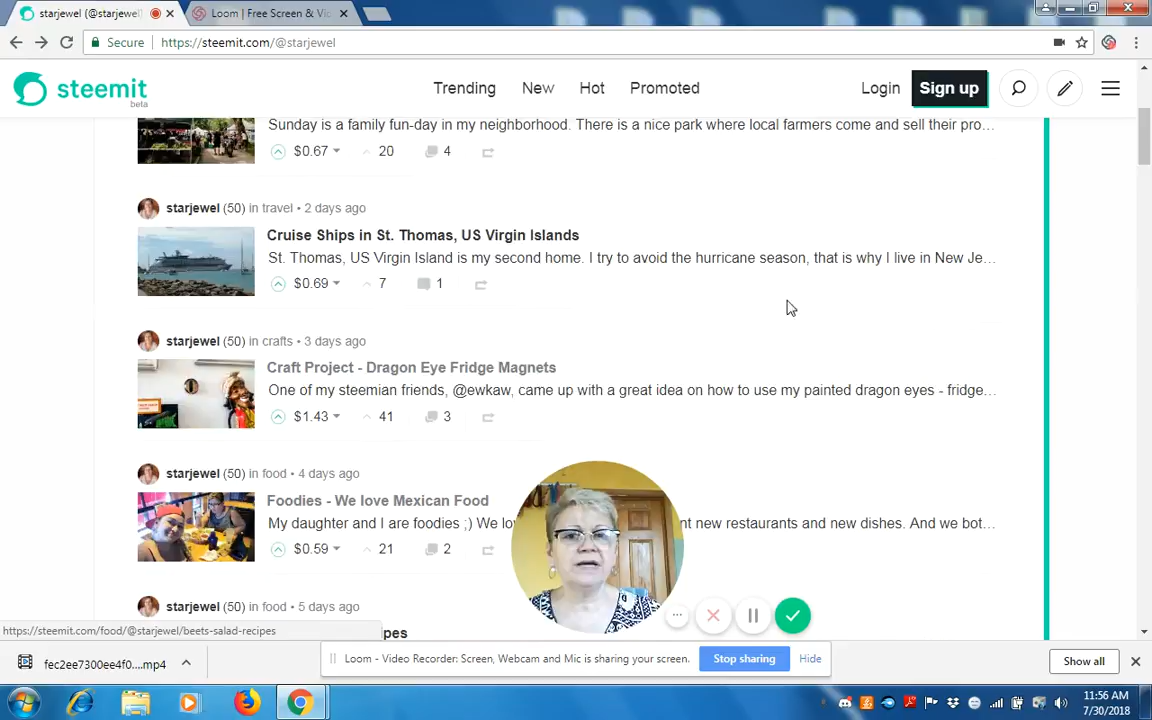 starjewel (@starjewel
Loom | Free Screen & Vid
Secure
https://steemit.com/@starjewel
steemit
beta
Trending
New
Hot
Promoted
Login
Sign up
Sunday is a family fun-day in my neighborhood. There is a nice park where local farmers come and sell their pro…
$0.67
20
4
starjewel (50) in travel • 2 days ago
Cruise Ships in St. Thomas, US Virgin Islands
St. Thomas, US Virgin Island is my second home. I try to avoid the hurricane season, that is why I live in New Je…
$0.69
7
1
starjewel (50) in crafts • 3 days ago
Craft Project - Dragon Eye Fridge Magnets
One of my steemian friends, @ewkaw, came up with a great idea on how to use my painted dragon eyes - fridge…
$1.43
41
3
starjewel (50) in food • 4 days ago
Foodies - We love Mexican Food
My daughter and I are foodies ;) We lo nt new restaurants and new dishes. And we bot…
$0.59
21
2
starjewel (50) in food • 5 days ago
pes
https://steemit.com/food/@starjewel/beets-salad-recipes
fec2ee7300ee4f0....mp4
Loom - Video Recorder: Screen, Webcam and Mic is sharing your screen.
Stop sharing
Hide
Show all
11:56 AM
7/30/2018